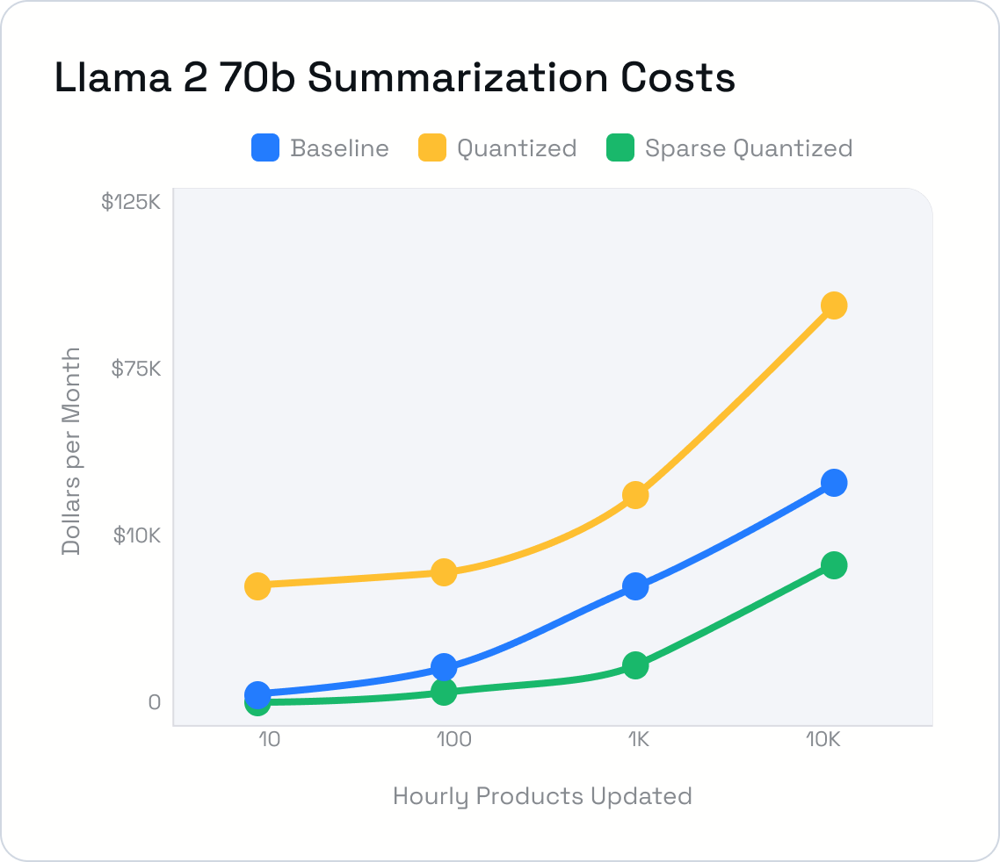 Llama 2 70b Summarization Costs
Baseline Quantized Sparse Quantized
$125K
$75K
$10K
0
Dollars per Month
10 100 1K 10K
Hourly Products Updated